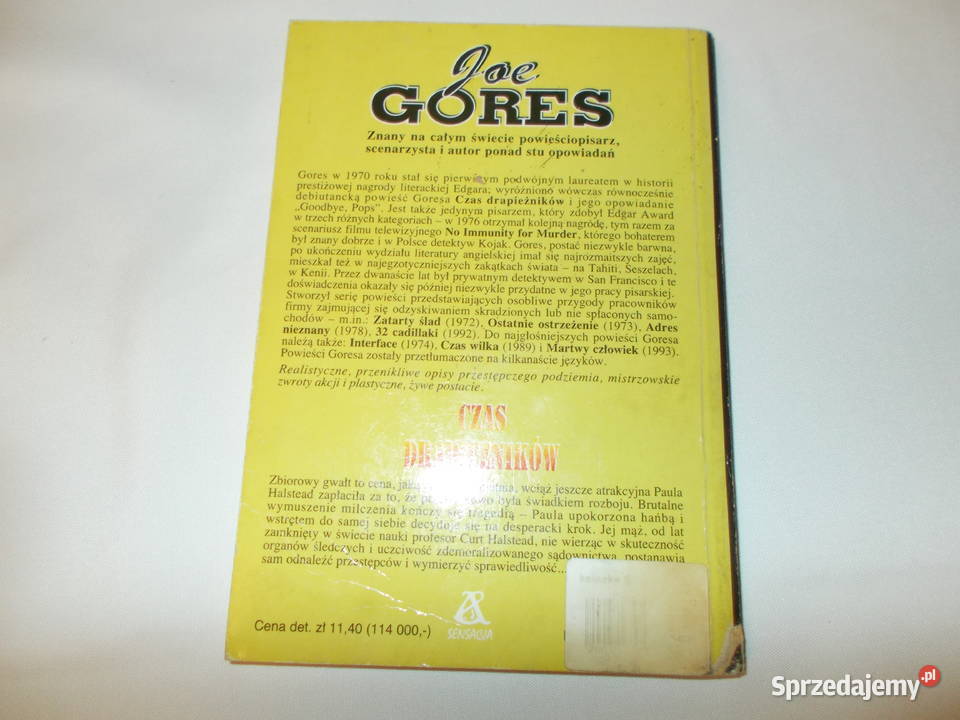 Joe
GORES
Znany na całym świecie powieściopisarz,
scenarzysta i autor ponad stu opowiadań
Gores w 1970 roku stał się pierwszym podwójnym laureatem w historii
prestiżowej nagrody literackiej Edgara; wyróżniono wówczas równocześnie
debiutancką powieść Goresa Czas drapieżników i jego opowiadanie
„Goodbye, Pops". Jest także jedynym pisarzem, który zdobył Edgar Award
w trzech różnych kategoriach – w 1976 otrzymał kolejną nagrodę, tym razem za
scenariusz filmu telewizyjnego No Immunity for Murder, którego bohaterem
był znany dobrze i w Polsce detektyw Kojak. Gores, postać niezwykle barwna,
po ukończeniu wydziału literatury angielskiej imał się najrozmaitszych zajęć,
mieszkał też w najegzotyczniejszych zakątkach świata – na Tahiti, Seszelach,
w Kenii. Przez dwanaście lat był prywatnym detektywem w San Francisco i te
doświadczenia okazały się później niezwykle przydatne w jego pracy pisarskiej.
Stworzył serię powieści przedstawiających osobliwe przygody pracowników
firmy zajmującej się odzyskiwaniem skradzionych lub nie spłaconych samo-
chodów – m.in.: Zatarty ślad (1972), Ostatnie ostrzeżenie (1973), Adres
nieznany (1978), 32 cadillaki (1992). Do najgłośniejszych powieści Goresa
należą także: Interface (1974), Czas wilka (1989) i Martwy człowiek (1993).
Powieści Goresa zostały przetłumaczone na kilkanaście języków.
Realistyczne, przenikliwe opisy przestępczego podziemia, mistrzowskie
zwroty akcji i plastyczne, żywe postacie.
CZAS
DRAPIEŻNIKÓW
Zbiorowy gwałt to cena, jaką wciąż jeszcze atrakcyjna Paula
Halstead zapłaciła za to, że była świadkiem rozboju. Brutalne
wymuszenie milczenia kończy się tragedią – Paula upokorzona hańbą i
wstrętem do samej siebie decyduje się na desperacki krok. Jej mąż, od lat
zamknięty w świecie nauki profesor Curt Halstead, nie wierząc w skuteczność
organów śledczych i uczciwość zdemoralizowanego sądownictwa, postanawia
sam odnaleźć przestępców i wymierzyć sprawiedliwość...
Cena det. zł 11,40 (114 000,-)
SENSACJA
Sprzedajemy.pl